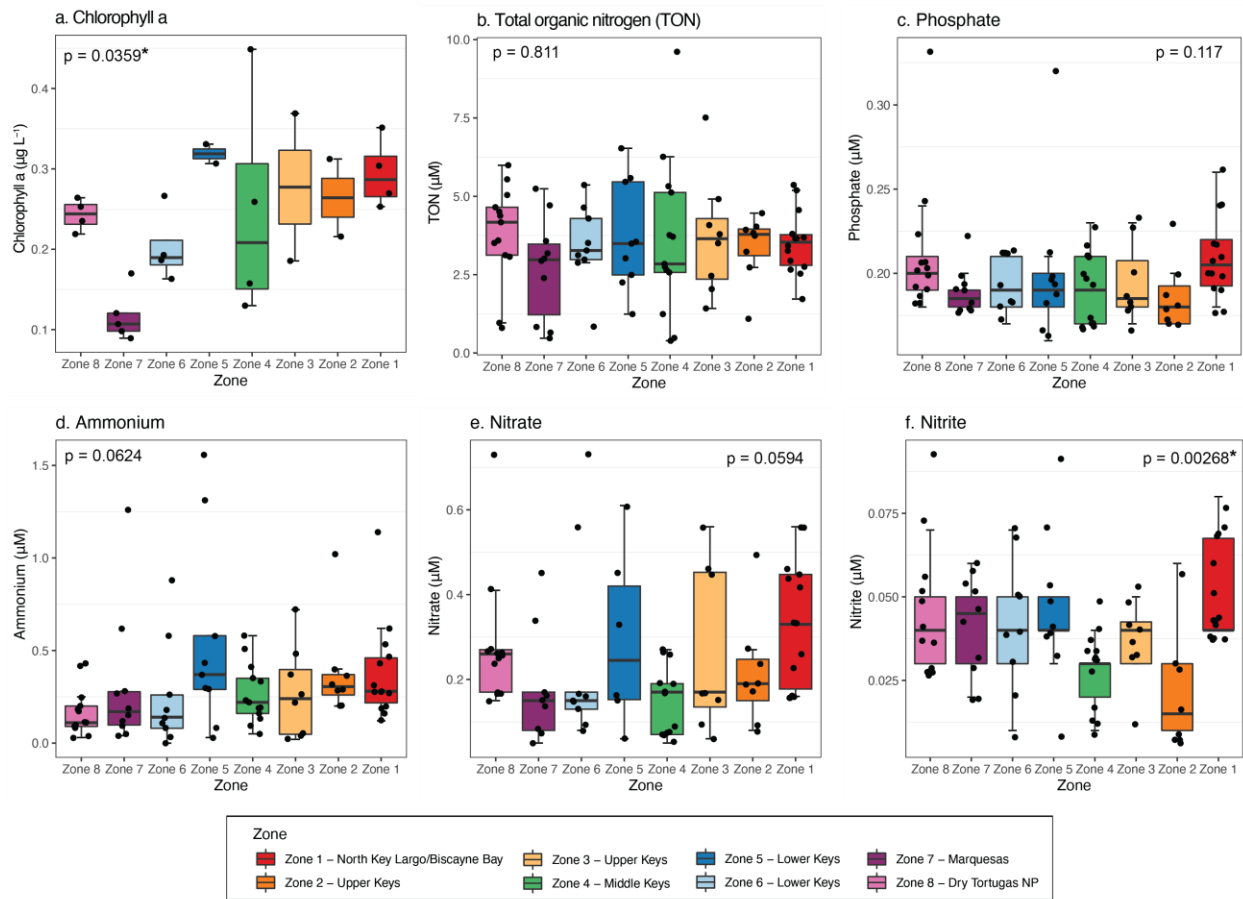 a. Chlorophyll a
p = 0.0359*
Chlorophyll a (µg L⁻¹)
0.4
0.3
0.2
0.1
Zone 8 Zone 7 Zone 6 Zone 5 Zone 4 Zone 3 Zone 2 Zone 1
Zone
b. Total organic nitrogen (TON)
p = 0.811
TON (µM)
10.0
7.5
5.0
2.5
0.0
Zone 8 Zone 7 Zone 6 Zone 5 Zone 4 Zone 3 Zone 2 Zone 1
Zone
c. Phosphate
p = 0.117
Phosphate (µM)
0.30
0.25
0.20
Zone 8 Zone 7 Zone 6 Zone 5 Zone 4 Zone 3 Zone 2 Zone 1
Zone
d. Ammonium
p = 0.0624
Ammonium (µM)
1.5
1.0
0.5
0.0
Zone 8 Zone 7 Zone 6 Zone 5 Zone 4 Zone 3 Zone 2 Zone 1
Zone
e. Nitrate
p = 0.0594
Nitrate (µM)
0.6
0.4
0.2
Zone 8 Zone 7 Zone 6 Zone 5 Zone 4 Zone 3 Zone 2 Zone 1
Zone
f. Nitrite
p = 0.00268*
Nitrite (µM)
0.075
0.050
0.025
Zone 8 Zone 7 Zone 6 Zone 5 Zone 4 Zone 3 Zone 2 Zone 1
Zone
Zone
Zone 1 – North Key Largo/Biscayne Bay
Zone 2 – Upper Keys
Zone 3 – Upper Keys
Zone 4 – Middle Keys
Zone 5 – Lower Keys
Zone 6 – Lower Keys
Zone 7 – Marquesas
Zone 8 – Dry Tortugas NP